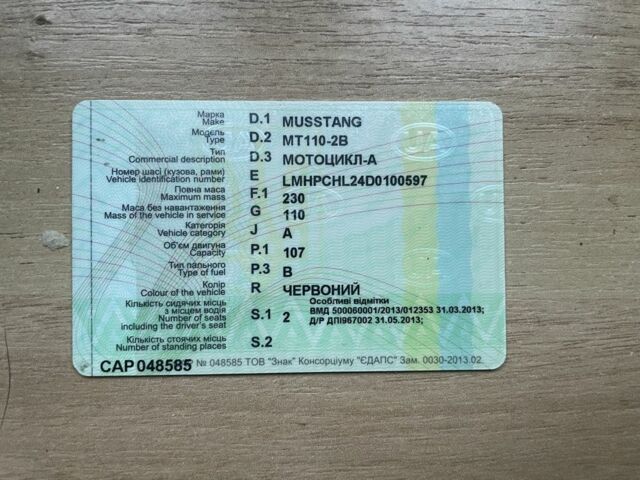 Марка D.1 MUSSTANG
Make
Модель D.2 MT110-2B
Type
Тип D.3 МОТОЦИКЛ-А
Commercial description
Номер шасі (кузова, рами) E LMHPCHL24D0100597
Vehicle identification number
Повна маса F.1 230
Maximum mass
Маса без навантаження G 110
Mass of the vehicle in service
Категорія J A
Vehicle category
Об'єм двигуна P.1 107
Capacity
Тип пального P.3 B
Type of fuel
Колір R ЧЕРВОНИЙ
Colour of the vehicle
Особливі відмітки
Кількість сидячих місць
з місцем водія S.1 2 ВМД 500060001/2013/012353 31.03.2013;
Number of seats Д/Р ДПІ967002 31.05.2013;
including the driver's seat
Кількість стоячих місць S.2
Number of standing places
САР 048585 № 048585 ТОВ "Знак" Консорціуму "ЄДАПС" Зам. 0030-2013.02.